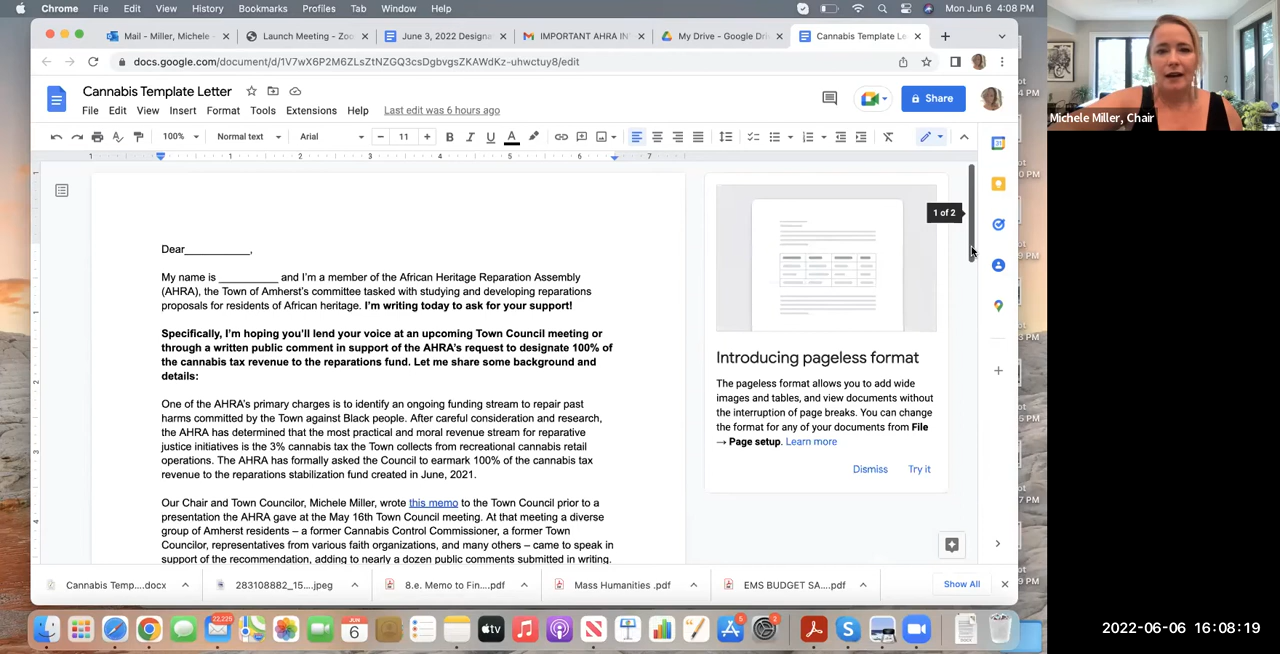 Chrome File Edit View History Bookmarks Profiles Tab Window Help Mon Jun 6 4:08 PM
Mail - Miller, Michele - Launch Meeting - Zoo June 3, 2022 Designa IMPORTANT AHRA IN My Drive - Google Dri Cannabis Template Le
docs.google.com/document/d/1V7wX6P2M6ZLsZtNZGQ3csDgbvgsZKAWdKz-uhwctuy8/edit
Cannabis Template Letter
File Edit View Insert Format Tools Extensions Help Last edit was 6 hours ago
Share
100% Normal text Arial 11
1 1 2 3 4 5 6 7
Dear___________,
My name is __________ and I'm a member of the African Heritage Reparation Assembly
(AHRA), the Town of Amherst's committee tasked with studying and developing reparations
proposals for residents of African heritage. I'm writing today to ask for your support!
Specifically, I'm hoping you'll lend your voice at an upcoming Town Council meeting or
through a written public comment in support of the AHRA's request to designate 100% of
the cannabis tax revenue to the reparations fund. Let me share some background and
details:
One of the AHRA's primary charges is to identify an ongoing funding stream to repair past
harms committed by the Town against Black people. After careful consideration and research,
the AHRA has determined that the most practical and moral revenue stream for reparative
justice initiatives is the 3% cannabis tax the Town collects from recreational cannabis retail
operations. The AHRA has formally asked the Council to earmark 100% of the cannabis tax
revenue to the reparations stabilization fund created in June, 2021.
Our Chair and Town Councilor, Michele Miller, wrote this memo to the Town Council prior to a
presentation the AHRA gave at the May 16th Town Council meeting. At that meeting a diverse
group of Amherst residents – a former Cannabis Control Commissioner, a former Town
Councilor, representatives from various faith organizations, and many others – came to speak in
support of the recommendation, adding to nearly a dozen public comments submitted in writing.
1 of 2
Introducing pageless format
The pageless format allows you to add wide
images and tables, and view documents without
the interruption of page breaks. You can change
the format for any of your documents from File
→ Page setup. Learn more
Dismiss Try it
Cannabis Temp....docx 283108882_15....jpeg 8.e. Memo to Fin....pdf Mass Humanities .pdf EMS BUDGET SA....pdf Show All
22,225 JUN 6 tv 5 2
Michele Miller, Chair
2022-06-06 16:08:19